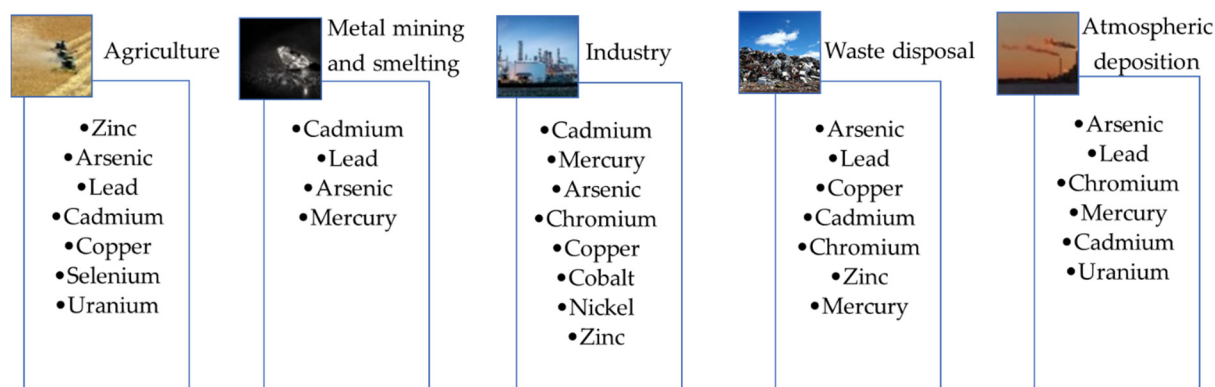 Agriculture
•Zinc
•Arsenic
•Lead
•Cadmium
•Copper
•Selenium
•Uranium
Metal mining
and smelting
•Cadmium
•Lead
•Arsenic
•Mercury
Industry
•Cadmium
•Mercury
•Arsenic
•Chromium
•Copper
•Cobalt
•Nickel
•Zinc
Waste disposal
•Arsenic
•Lead
•Copper
•Cadmium
•Chromium
•Zinc
•Mercury
Atmospheric
deposition
•Arsenic
•Lead
•Chromium
•Mercury
•Cadmium
•Uranium